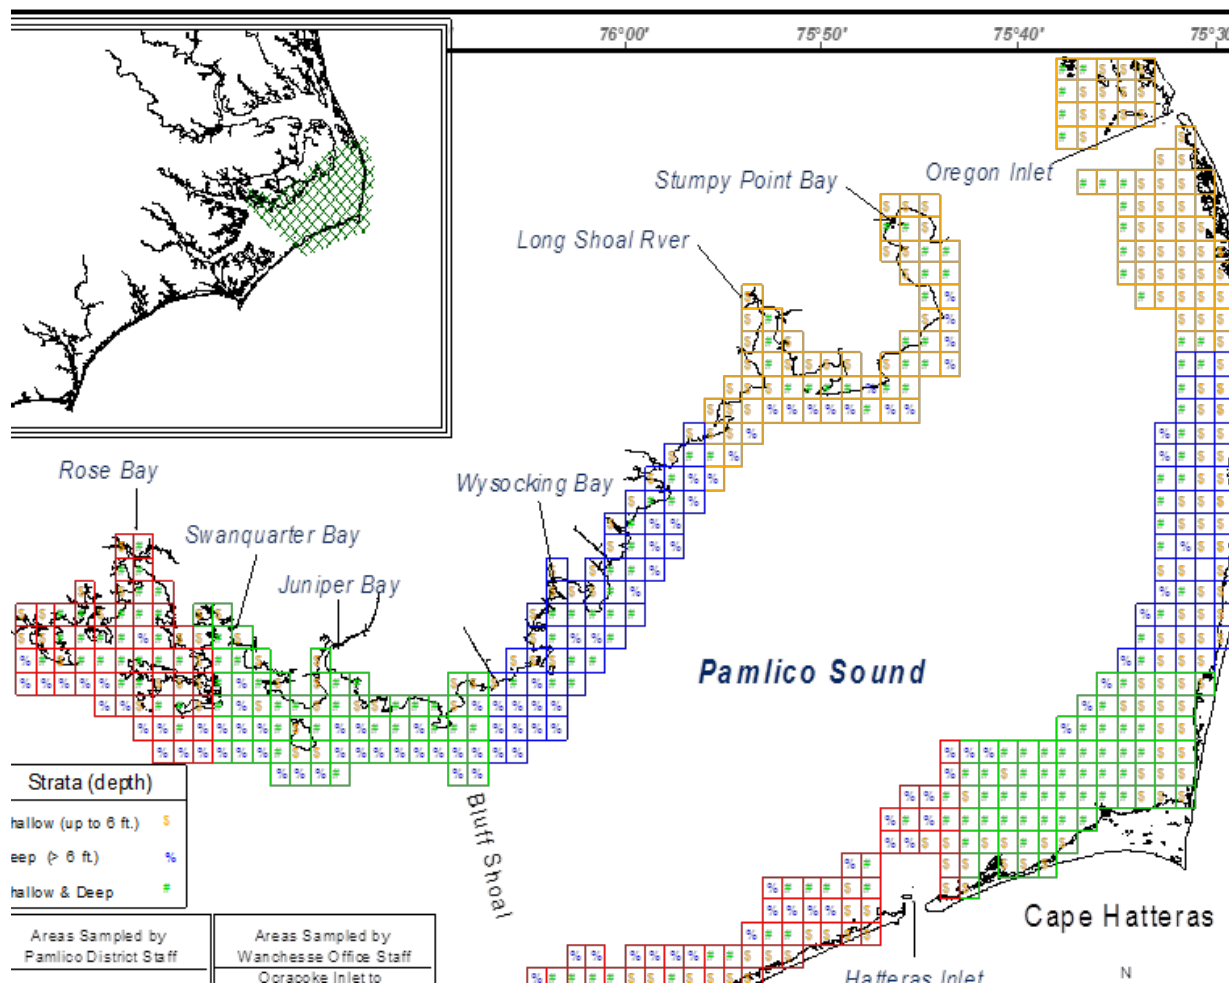 76°00'
75°50'
75°40'
75°30
Oregon Inlet
Stumpy Point Bay
Long Shoal Rver
Rose Bay
Wysocking Bay
Swanquarter Bay
Juniper Bay
Pamlico Sound
Strata (depth)
hallow (up to 6 ft.) $
eep (> 6 ft.) %
hallow & Deep #
Bluff Shoal
Cape Hatteras
Areas Sampled by
Pamlico District Staff
Areas Sampled by
Wanchesse Office Staff
Ocracoke Inlet to
Hatteras Inlet
N